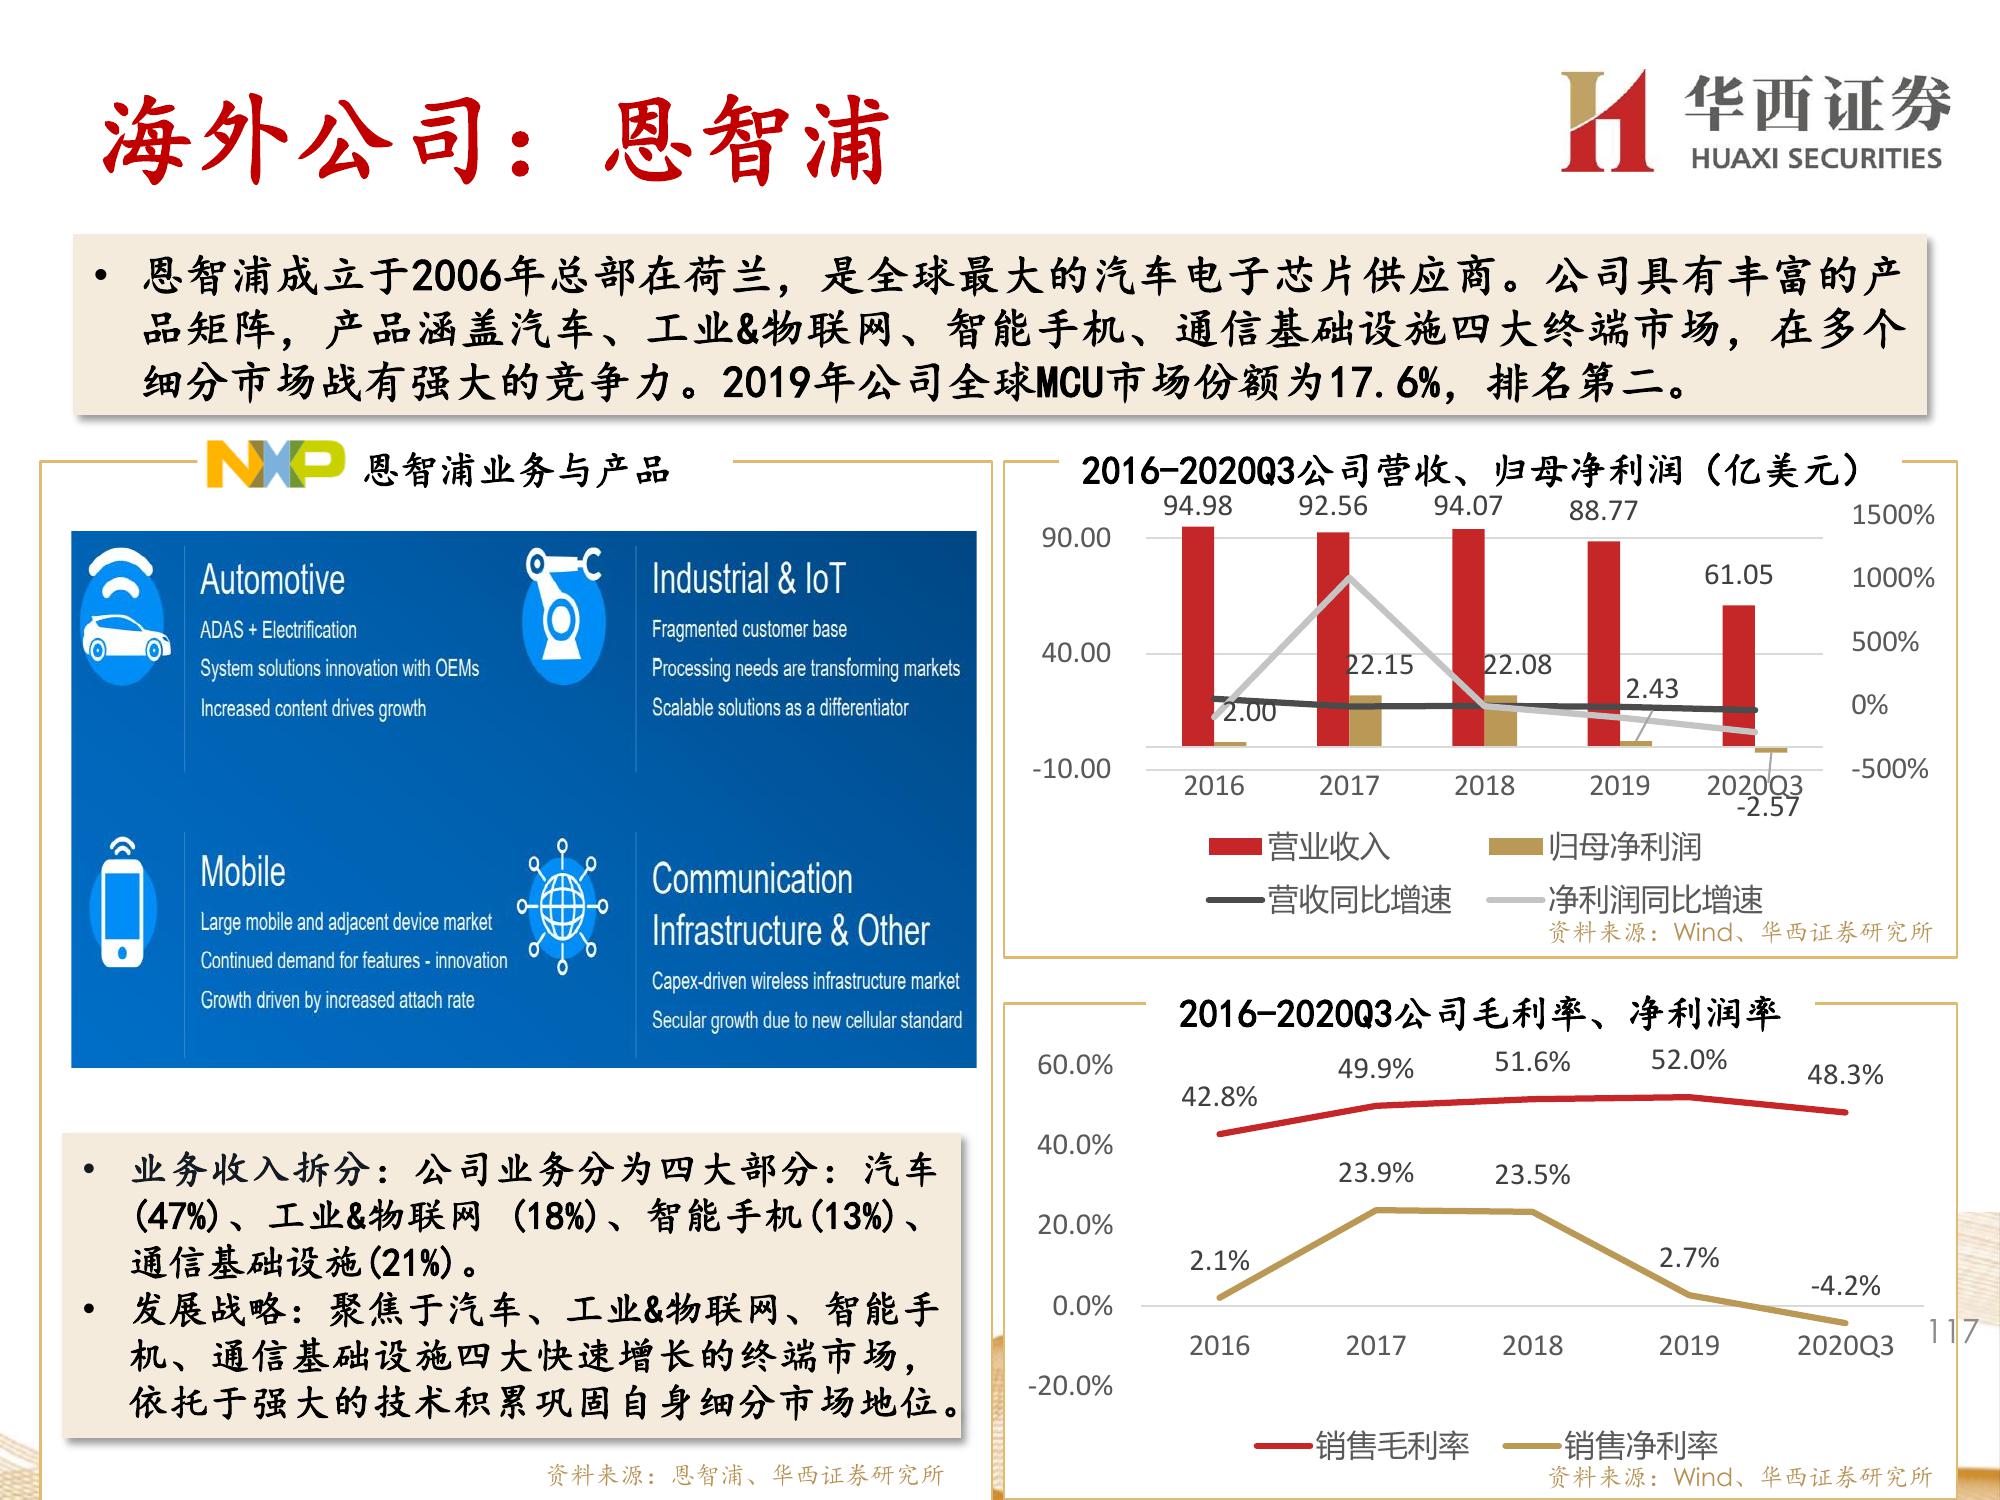 海外公司：恩智浦
华西证券
HUAXI SECURITIES
• 恩智浦成立于2006年总部在荷兰，是全球最大的汽车电子芯片供应商。公司具有丰富的产
品矩阵，产品涵盖汽车、工业&物联网、智能手机、通信基础设施四大终端市场，在多个
细分市场战有强大的竞争力。2019年公司全球MCU市场份额为17.6%，排名第二。
NXP 恩智浦业务与产品
Automotive
ADAS + Electrification
System solutions innovation with OEMs
Increased content drives growth
Industrial & IoT
Fragmented customer base
Processing needs are transforming markets
Scalable solutions as a differentiator
Mobile
Large mobile and adjacent device market
Continued demand for features - innovation
Growth driven by increased attach rate
Communication
Infrastructure & Other
Capex-driven wireless infrastructure market
Secular growth due to new cellular standard
• 业务收入拆分：公司业务分为四大部分：汽车
(47%)、工业&物联网 (18%)、智能手机(13%)、
通信基础设施(21%)。
• 发展战略：聚焦于汽车、工业&物联网、智能手
机、通信基础设施四大快速增长的终端市场，
依托于强大的技术积累巩固自身细分市场地位。
资料来源：恩智浦、华西证券研究所
2016-2020Q3公司营收、归母净利润（亿美元）
94.98 92.56 94.07 88.77 61.05
90.00
40.00
-10.00
1500%
1000%
500%
0%
-500%
2.00 22.15 22.08 2.43 -2.57
2016 2017 2018 2019 2020Q3
营业收入 归母净利润
营收同比增速 净利润同比增速
资料来源：Wind、华西证券研究所
2016-2020Q3公司毛利率、净利润率
60.0%
40.0%
20.0%
0.0%
-20.0%
42.8% 49.9% 51.6% 52.0% 48.3%
2.1% 23.9% 23.5% 2.7% -4.2%
2016 2017 2018 2019 2020Q3
销售毛利率 销售净利率
资料来源：Wind、华西证券研究所
117